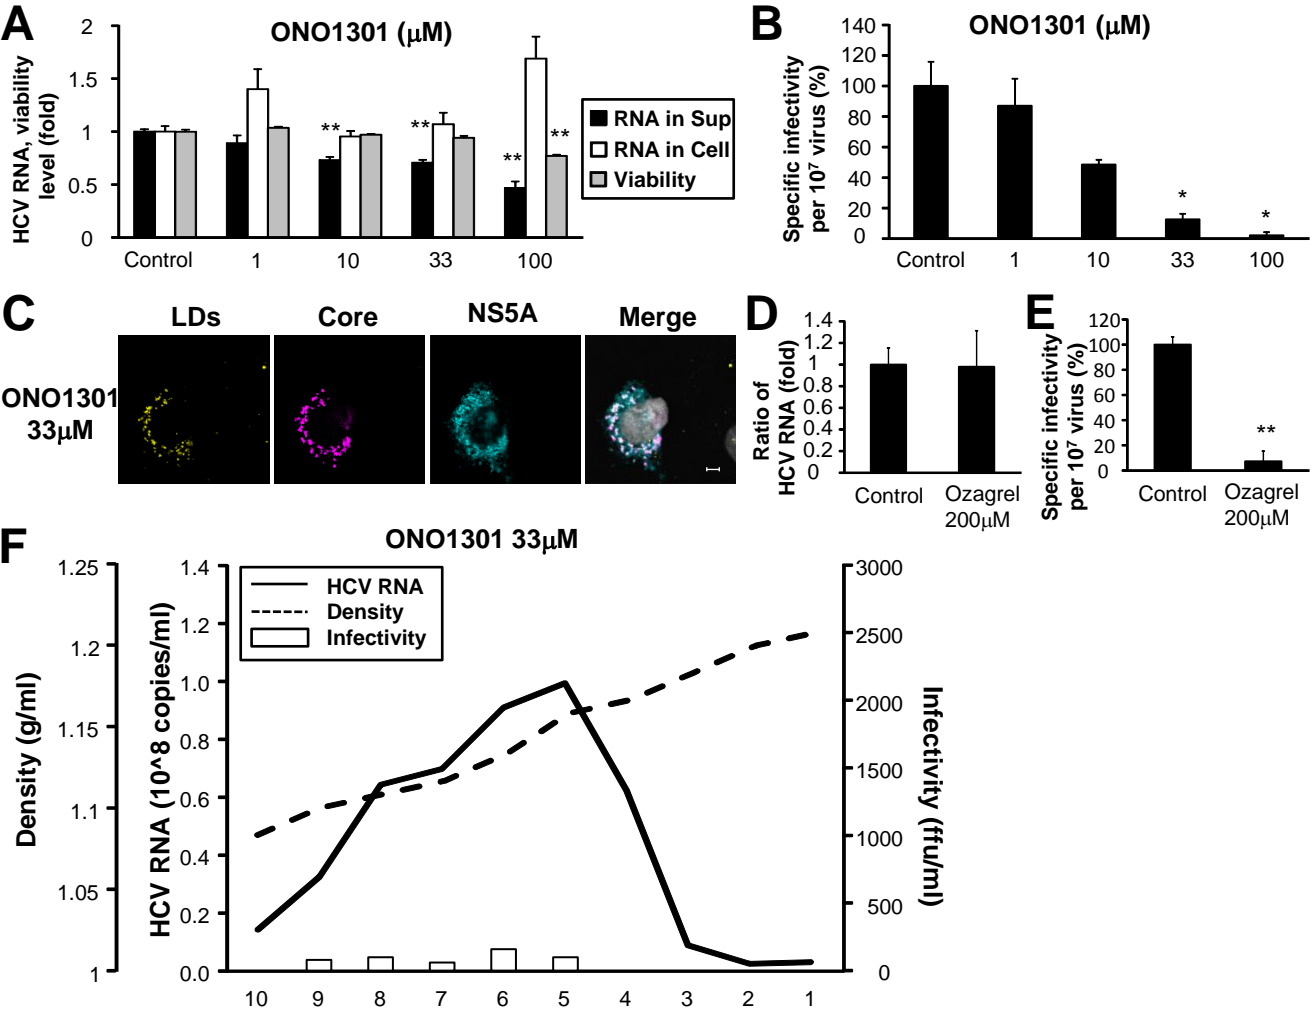 A
ONO1301 (μM)
HCV RNA, viability
level (fold)
2
1.5
1
0.5
0
**
**
**
**
Control
1
10
33
100
RNA in Sup
RNA in Cell
Viability
B
ONO1301 (μM)
Specific infectivity
per 10⁷ virus (%)
140
120
100
80
60
40
20
0
*
*
Control
1
10
33
100
C
LDs
Core
NS5A
Merge
ONO1301
33μM
D
Ratio of
HCV RNA (fold)
1.4
1.2
1
0.8
0.6
0.4
0.2
0
Control
Ozagrel
200μM
E
Specific infectivity
per 10⁷ virus (%)
120
100
80
60
40
20
0
**
Control
Ozagrel
200μM
F
ONO1301 33μM
Density (g/ml)
1.25
1.2
1.15
1.1
1.05
1
HCV RNA (10^8 copies/ml)
1.4
1.2
1.0
0.8
0.6
0.4
0.2
0.0
HCV RNA
Density
Infectivity
3000
2500
2000
1500
1000
500
0
Infectivity (ffu/ml)
10
9
8
7
6
5
4
3
2
1